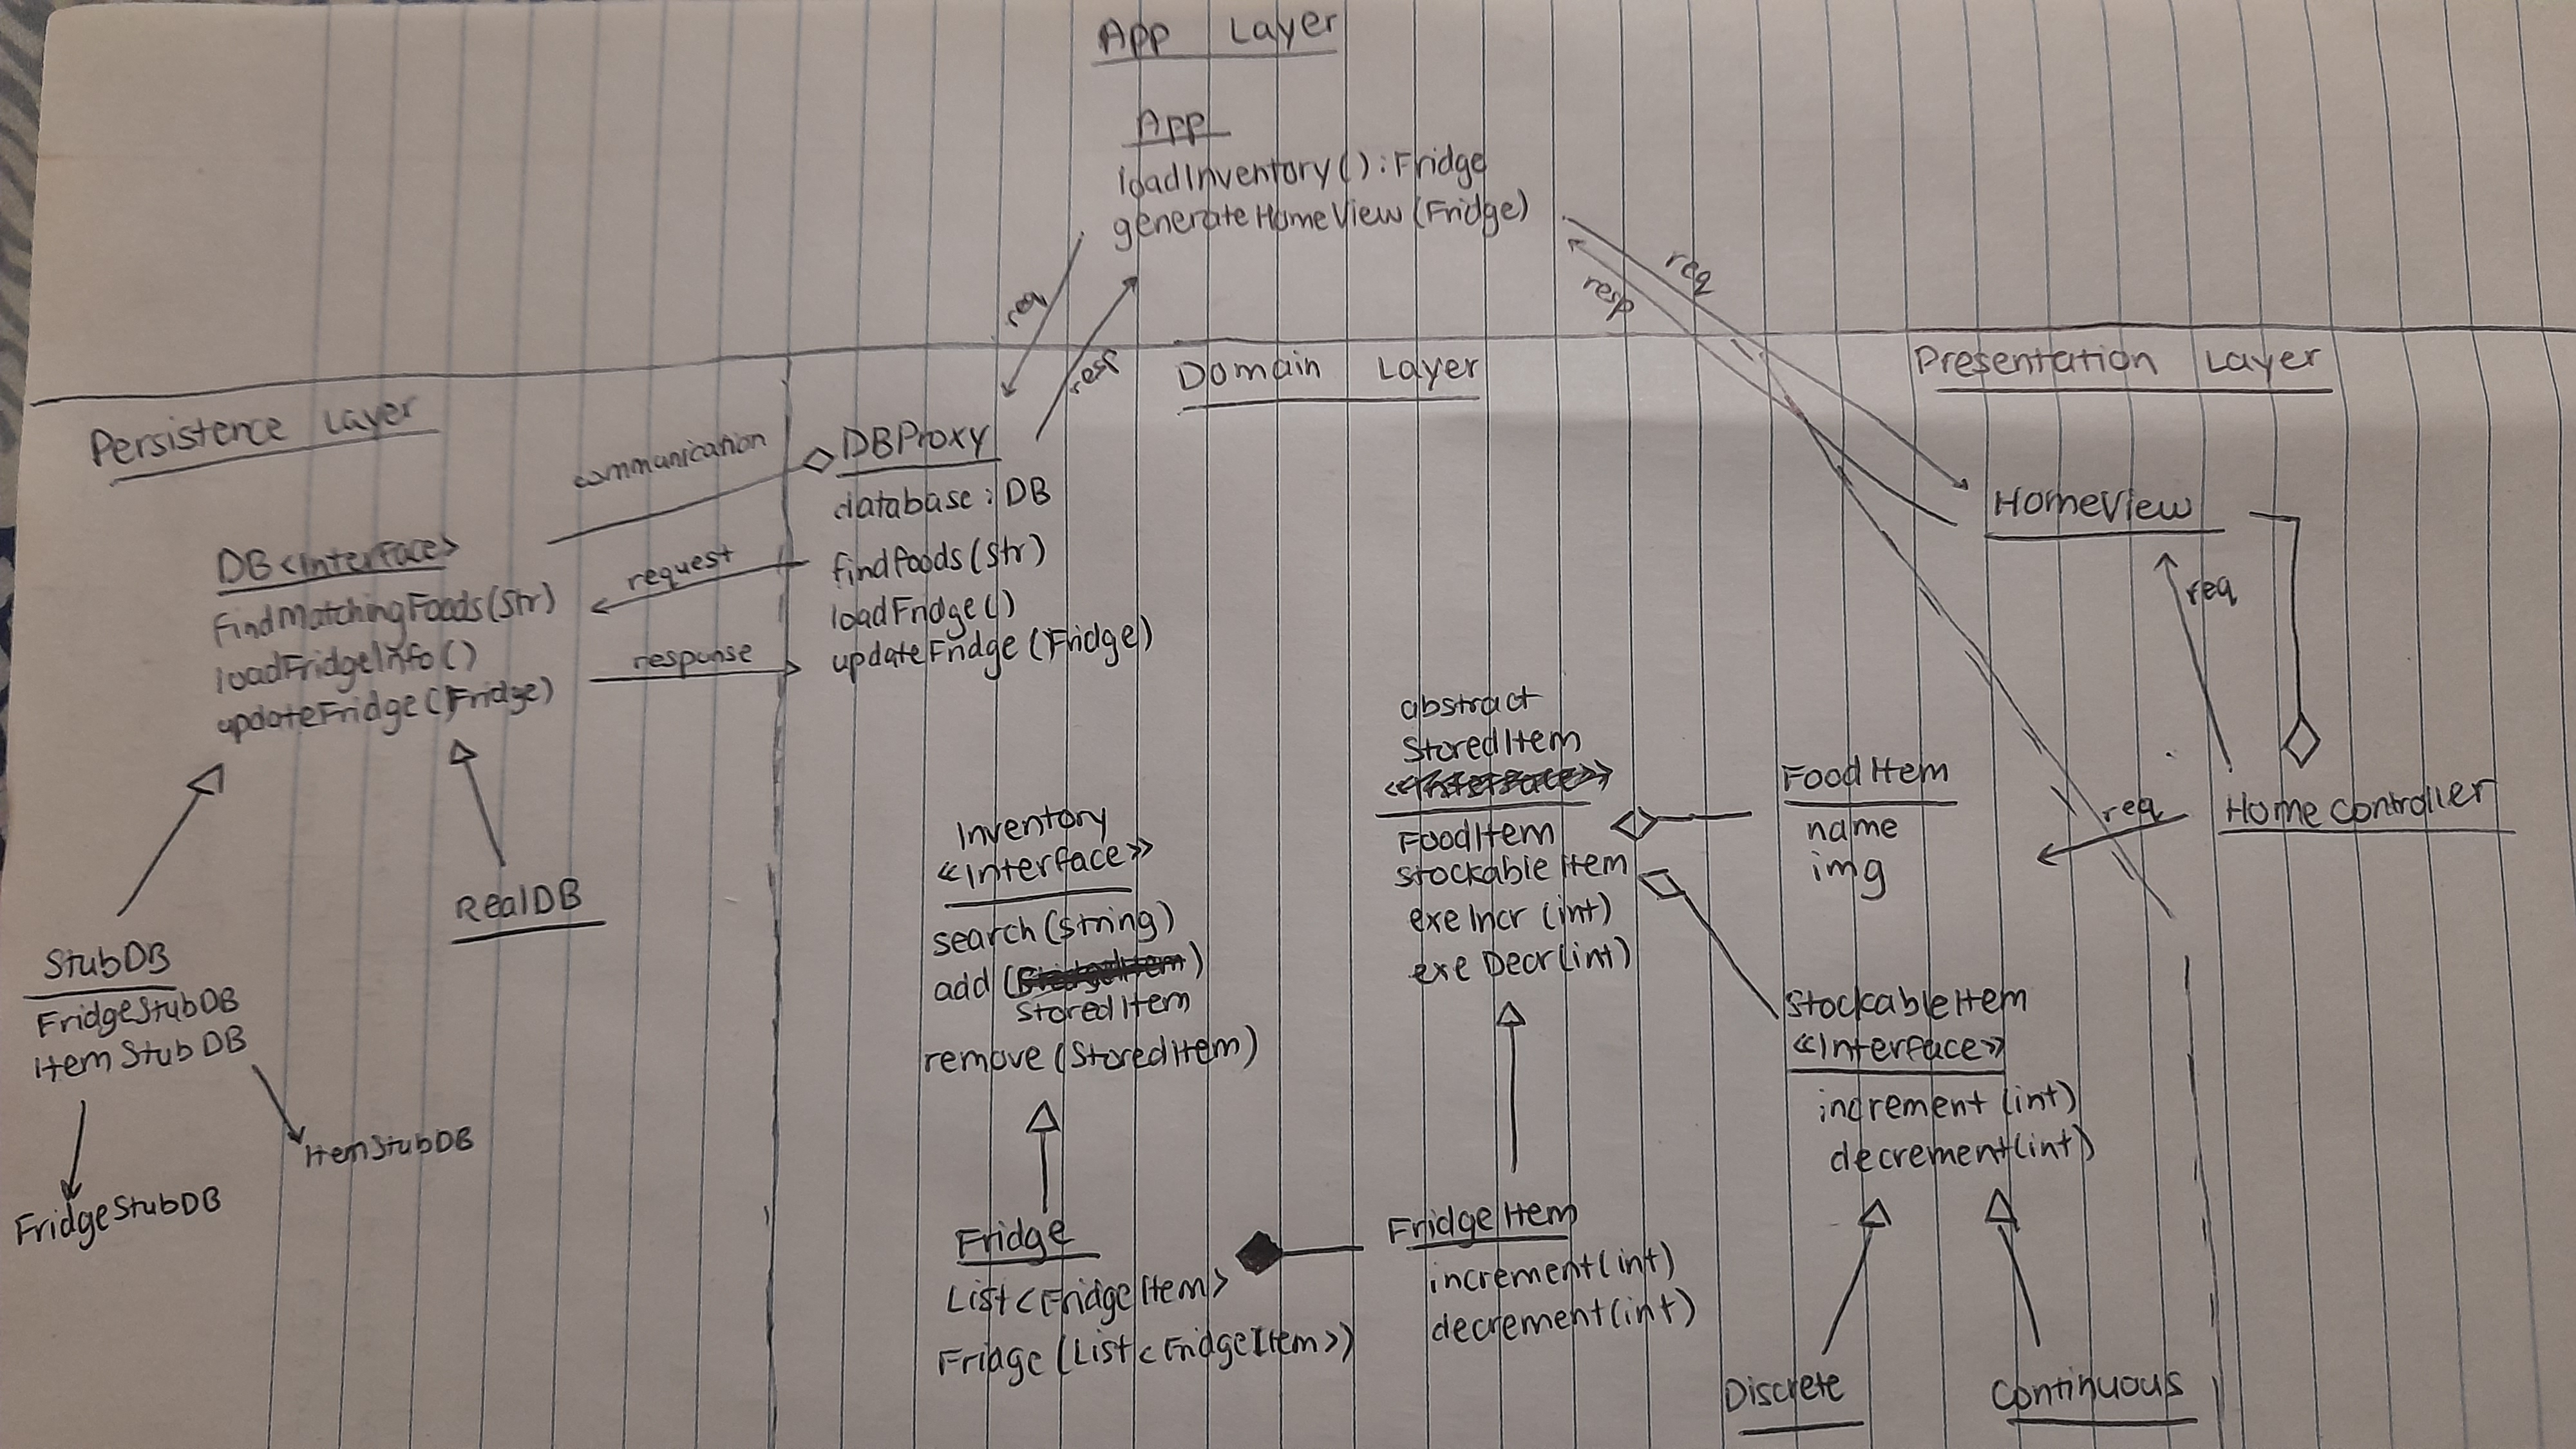 App Layer
App
loadInventory() : Fridge
generateHomeView(Fridge)
req
resp
req
resp
Persistence Layer
communication
DB <Interface>
findMatchingFoods(Str)
loadFridgeInfo()
updateFridge(Fridge)
request
response
RealDB
StubDB
FridgeStubDB
ItemStubDB
ItemStubDB
FridgeStubDB
Domain Layer
DBProxy
database : DB
findfoods(Str)
loadFridge()
updateFridge(Fridge)
Inventory
<<Interface>>
search(string)
add( )
StoredItem
remove(StoredItem)
Fridge
List<FridgeItem>
Fridge(List<FridgeItem>)
abstract
StoredItem
<<Interface>>
FoodItem
stockableItem
exeIncr(int)
exeDecr(int)
FridgeItem
increment(int)
decrement(int)
FoodItem
name
img
StockableItem
<<Interface>>
increment(int)
decrement(int)
Discrete
Continuous
Presentation Layer
HomeView
req
req
HomeController